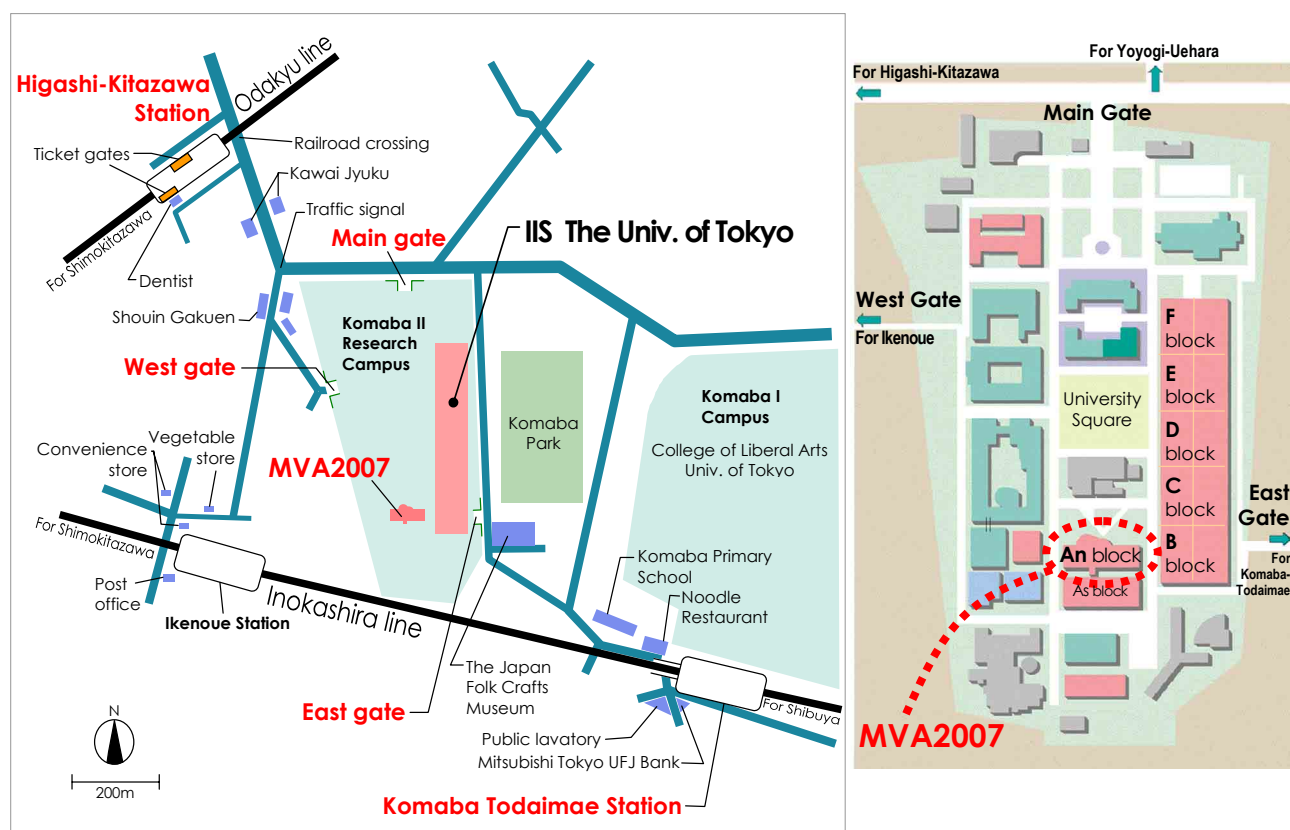 Higashi-Kitazawa
Station
Odakyu line
Ticket gates
Railroad crossing
Kawai Jyuku
Traffic signal
For Shimokitazawa
Dentist
Main gate
IIS The Univ. of Tokyo
Shouin Gakuen
Komaba II
Research
Campus
West gate
Komaba I
Campus
College of Liberal Arts
Univ. of Tokyo
Komaba
Park
Vegetable
store
Convenience
store
MVA2007
For Shimokitazawa
Post
office
Ikenoue Station
Inokashira line
Komaba Primary
School
Noodle
Restaurant
The Japan
Folk Crafts
Museum
East gate
For Shibuya
Public lavatory
Mitsubishi Tokyo UFJ Bank
Komaba Todaimae Station
N
200m
For Yoyogi-Uehara
For Higashi-Kitazawa
Main Gate
West Gate
For Ikenoue
F
block
E
block
University
Square
D
block
C
block
East
Gate
B
block
An block
For
Komaba-
Todaimae
As block
MVA2007